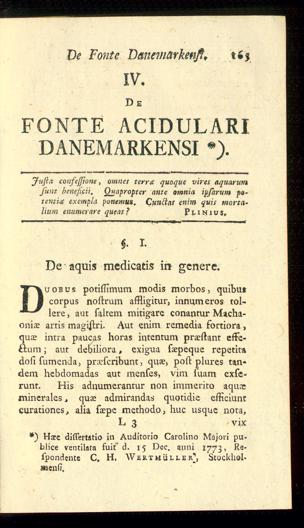 De Fonte Danemarkensi. 163
IV.
DE
FONTE ACIDULARI
DANEMARKENSI *).
Justa confessione, omnes terræ quoque vires aquarum
sunt beneficii. Quapropter ante omnia ipsarum po-
tentiæ exempla ponemus. Cunctas enim quis morta-
lium enumerare queat? PLINIUS.
§. I.
De aquis medicatis in genere.
DUOBUS potissimum modis morbos, quibus
corpus nostrum affligitur, innumeros tol-
lere, aut saltem mitigare conantur Macha-
oniæ artis magistri. Aut enim remedia fortiora,
quæ intra paucas horas intentum præstant effe-
ctum; aut debiliora, exigua sæpeque repetita
dosi sumenda, præscribunt, quæ, post plures tan-
dem hebdomadas aut menses, vim suam exse-
runt. His adnumerantur non immerito aquæ
minerales, quæ admirandas quotidie efficiunt
curationes, alia sæpe methodo, huc usque nota,
L 3 vix
*) Hæc dissertatio in Auditorio Carolino Majori pu-
blice ventilata fuit d. 15 Dec. anni 1773, Re-
spondente C. H. WERTMÜLLER, Stockhol-
mensi.